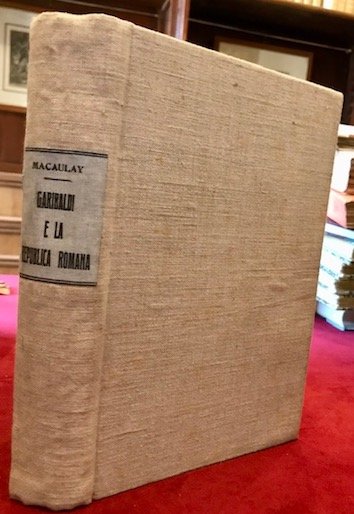 MACAULAY
GARIBALDI
E LA
REPUBLICA ROMANA